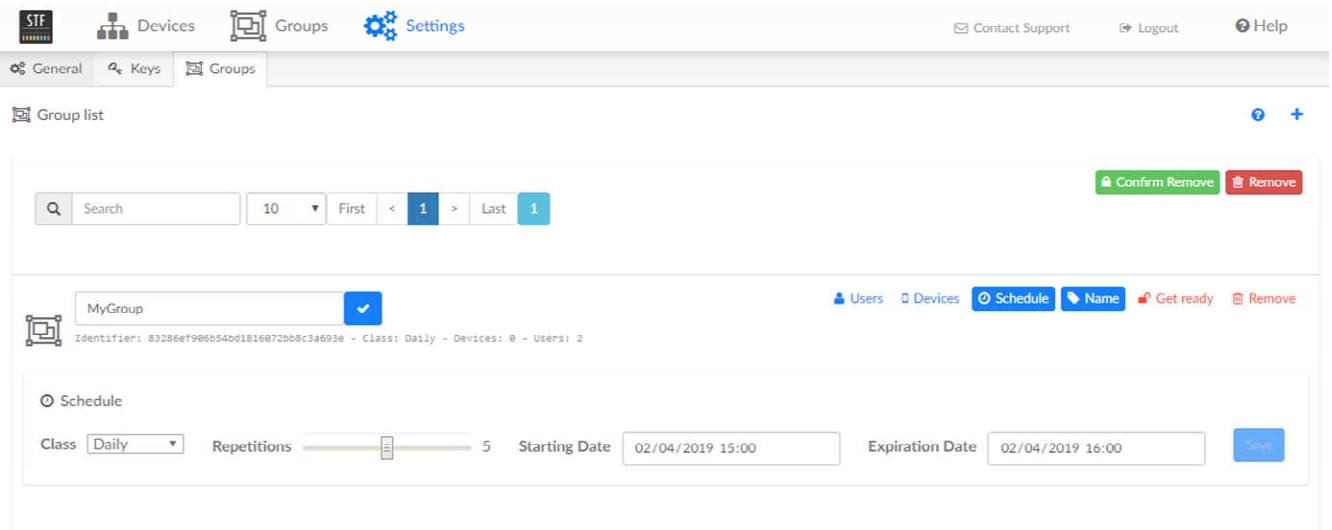 STF Devices Groups Settings Contact Support Logout Help
General Keys Groups
Group list
Confirm Remove Remove
Search 10 First < 1 > Last 1
MyGroup Users Devices Schedule Name Get ready Remove
Identifier: 83286ef906b54bd1816072bb8c3a693e - Class: Daily - Devices: 0 - Users: 2
Schedule
Class Daily Repetitions 5 Starting Date 02/04/2019 15:00 Expiration Date 02/04/2019 16:00 Save